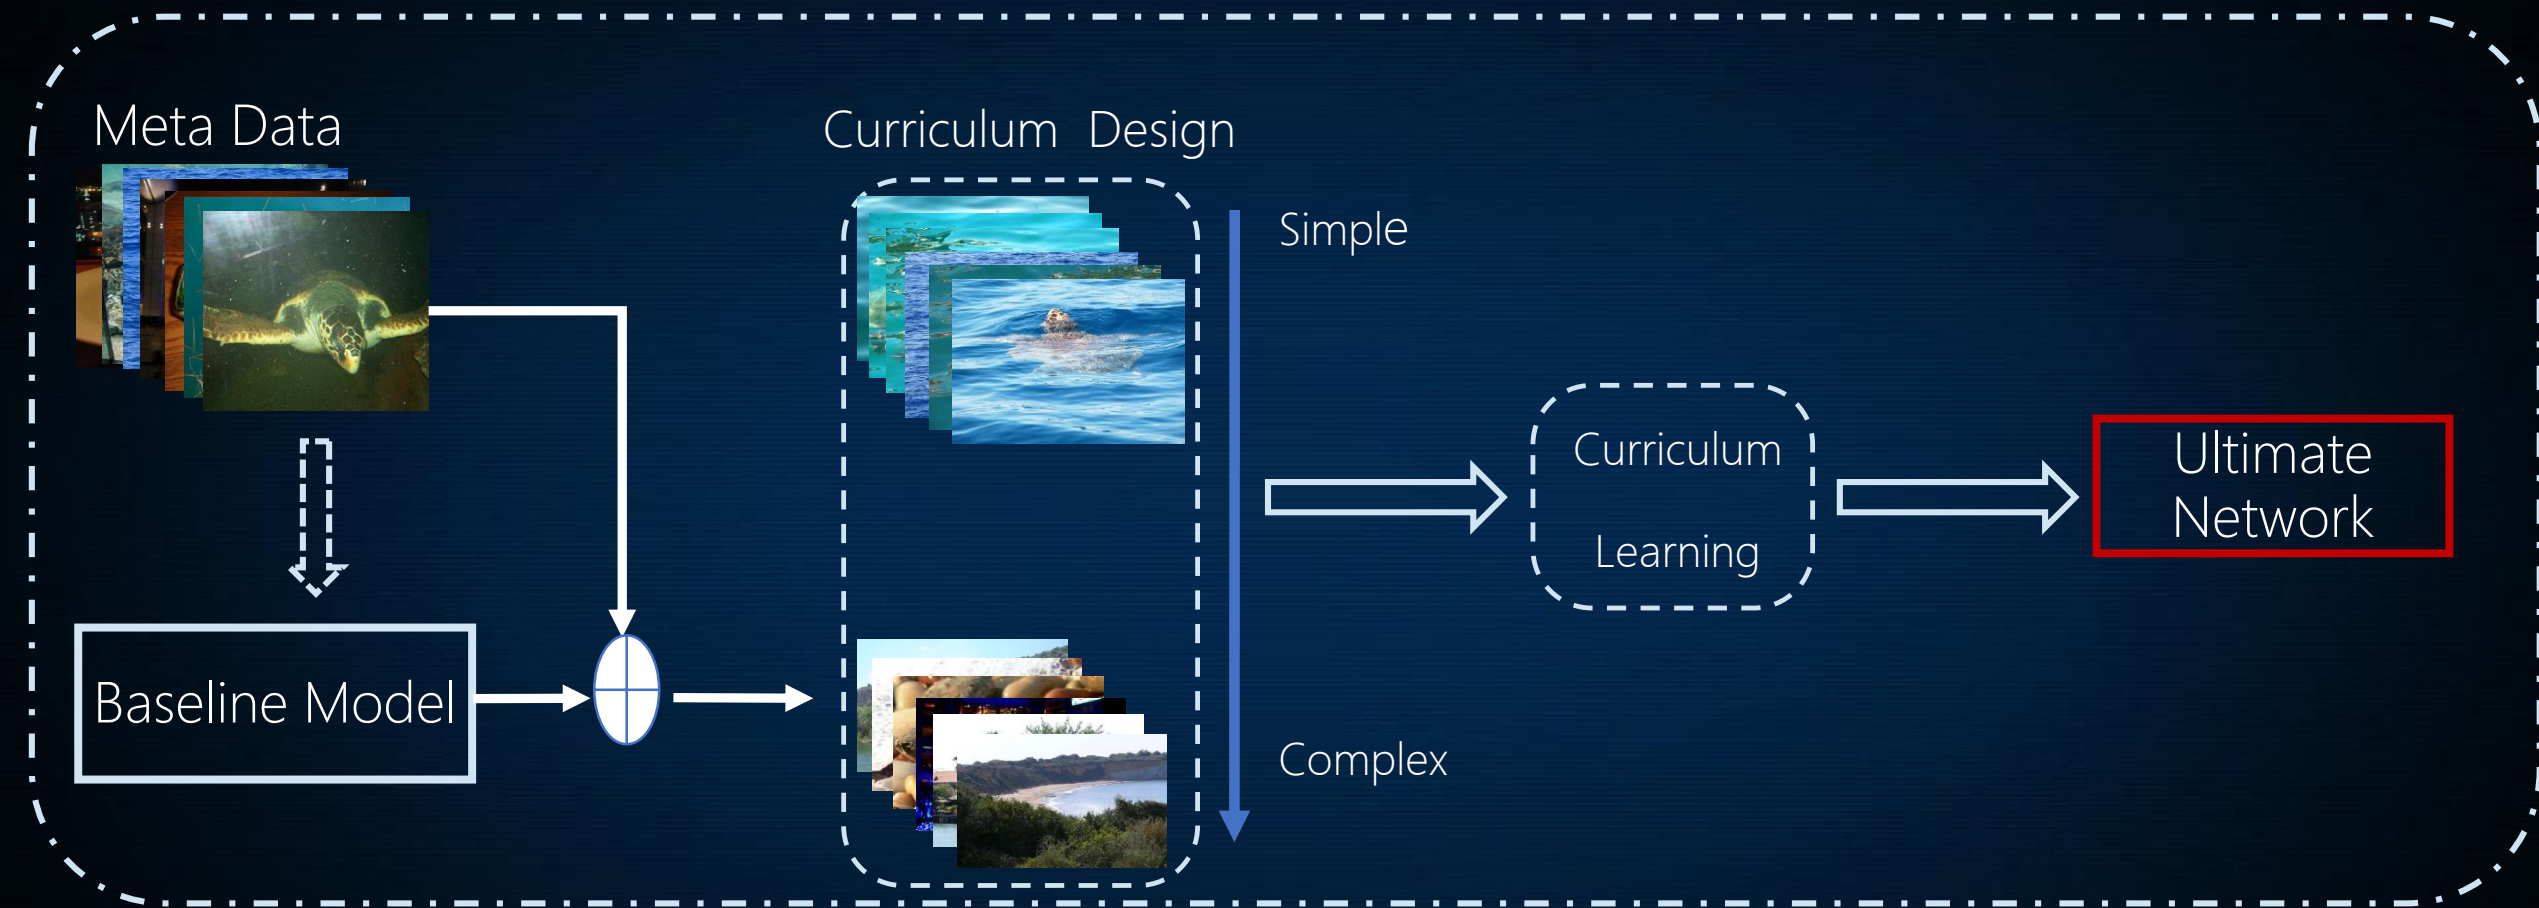 Meta Data
Curriculum Design
Simple
Curriculum
Learning
Ultimate
Network
Baseline Model
Complex